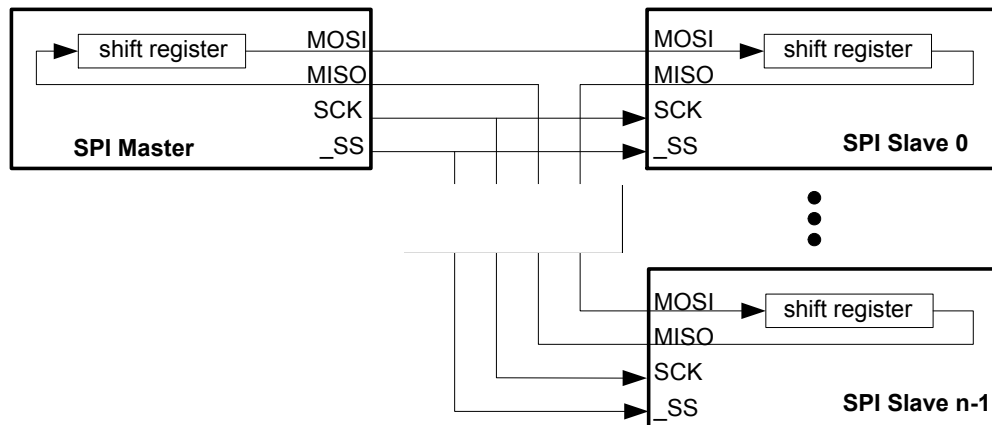 shift register
MOSI
MISO
SCK
_SS
SPI Master
MOSI
shift register
MISO
SCK
_SS
SPI Slave 0
MOSI
shift register
MISO
SCK
_SS
SPI Slave n-1